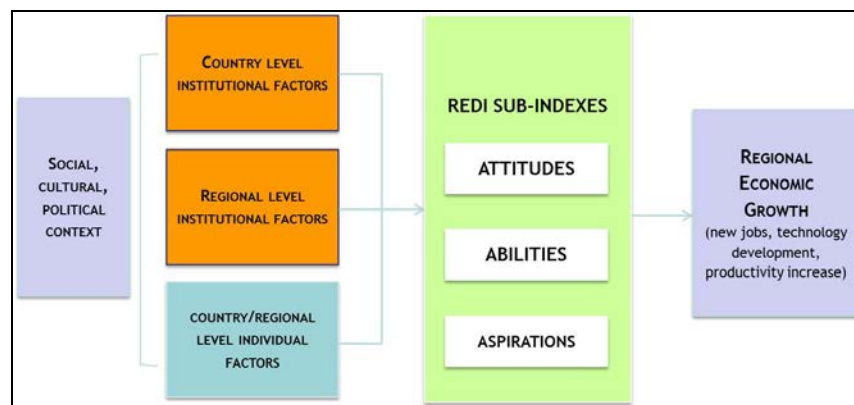 SOCIAL,
CULTURAL,
POLITICAL
CONTEXT
COUNTRY LEVEL
INSTITUTIONAL FACTORS
REGIONAL LEVEL
INSTITUTIONAL FACTORS
COUNTRY/REGIONAL
LEVEL INDIVIDUAL
FACTORS
REDI SUB-INDEXES
ATTITUDES
ABILITIES
ASPIRATIONS
REGIONAL
ECONOMIC
GROWTH
(new jobs, technology
development,
productivity increase)